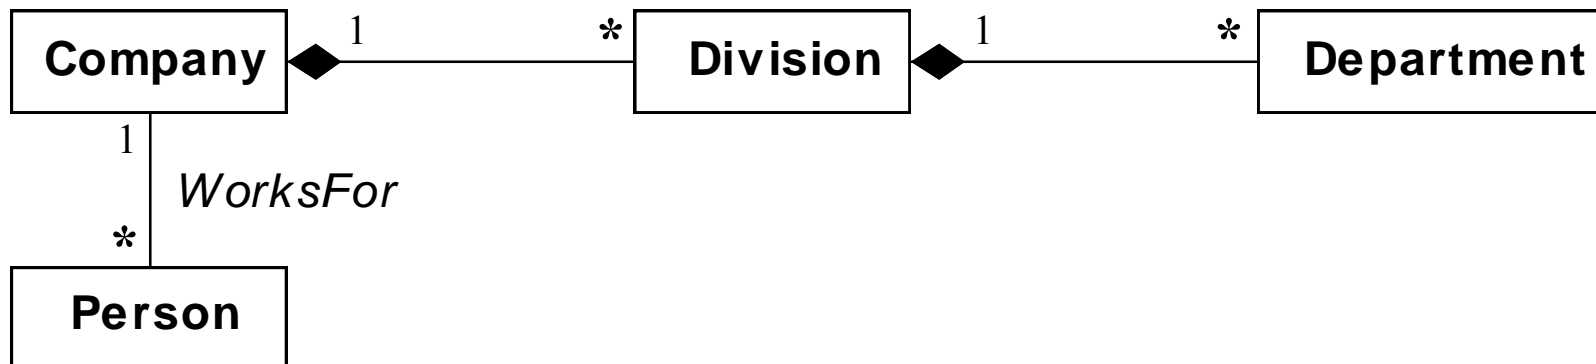 Company 1 * Division 1 * Department
1
WorksFor
*
Person